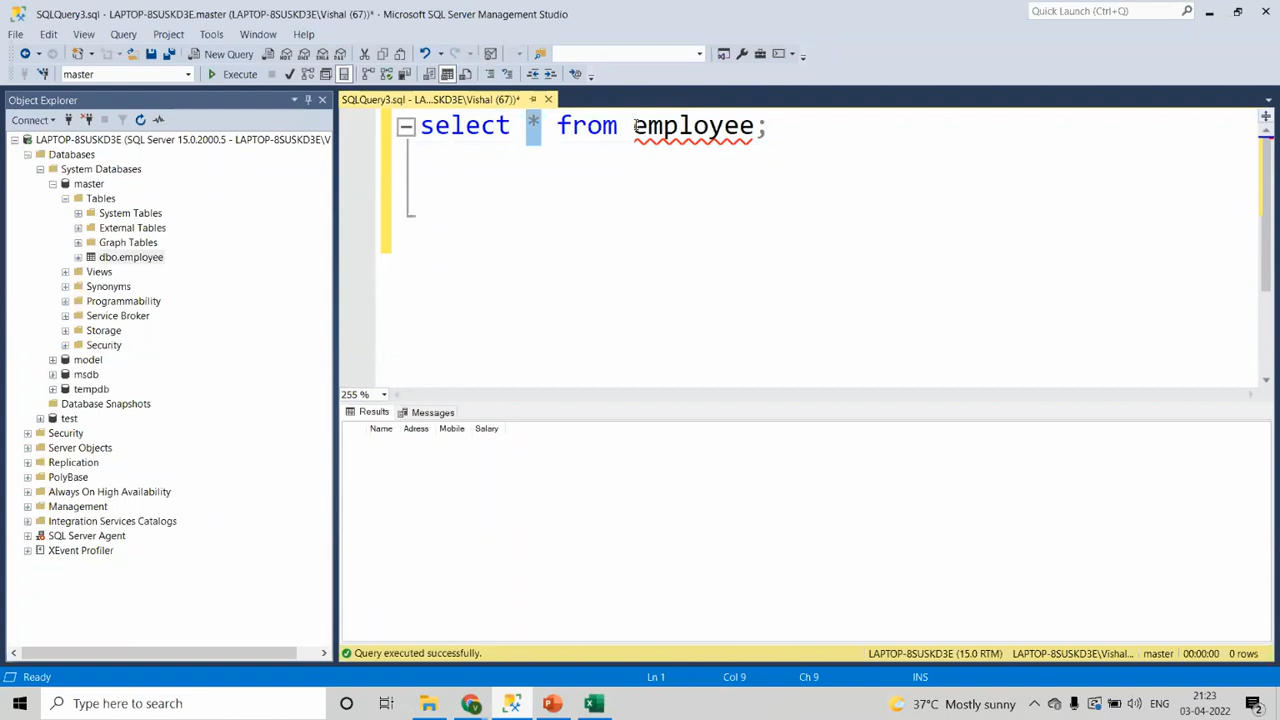 SQLQuery3.sql - LAPTOP-8SUSKD3E.master (LAPTOP-8SUSKD3E\Vishal (67))* - Microsoft SQL Server Management Studio
Quick Launch (Ctrl+Q)
File Edit View Query Project Tools Window Help
New Query
master Execute
Object Explorer
SQLQuery3.sql - LA...SKD3E\Vishal (67))*
Connect
LAPTOP-8SUSKD3E (SQL Server 15.0.2000.5 - LAPTOP-8SUSKD3E\V
Databases
System Databases
master
Tables
System Tables
External Tables
Graph Tables
dbo.employee
Views
Synonyms
Programmability
Service Broker
Storage
Security
model
msdb
tempdb
Database Snapshots
test
Security
Server Objects
Replication
PolyBase
Always On High Availability
Management
Integration Services Catalogs
SQL Server Agent
XEvent Profiler
select * from employee;
255 %
Results Messages
Name Adress Mobile Salary
Query executed successfully. LAPTOP-8SUSKD3E (15.0 RTM) LAPTOP-8SUSKD3E\Vishal... master 00:00:00 0 rows
Ready Ln 1 Col 9 Ch 9 INS
Type here to search
37°C Mostly sunny
ENG
21:23
03-04-2022
2